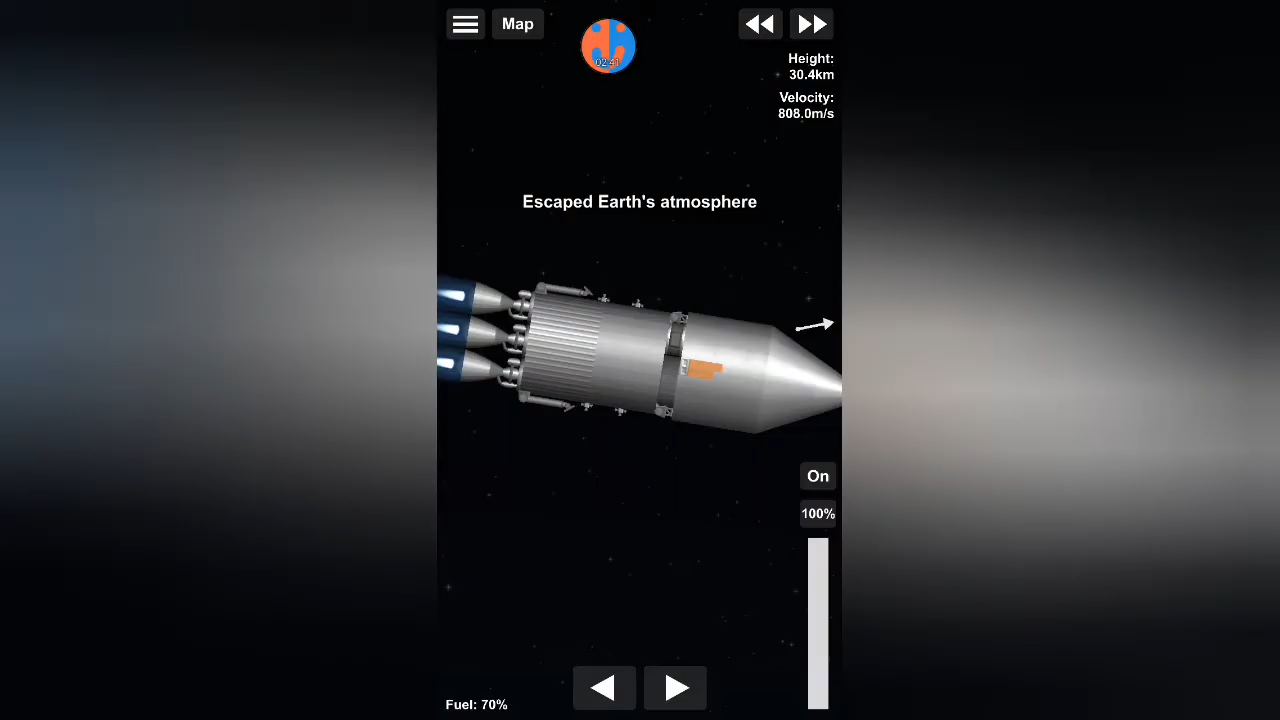 Map
02:41
Height:
30.4km
Velocity:
808.0m/s
Escaped Earth's atmosphere
On
100%
Fuel: 70%